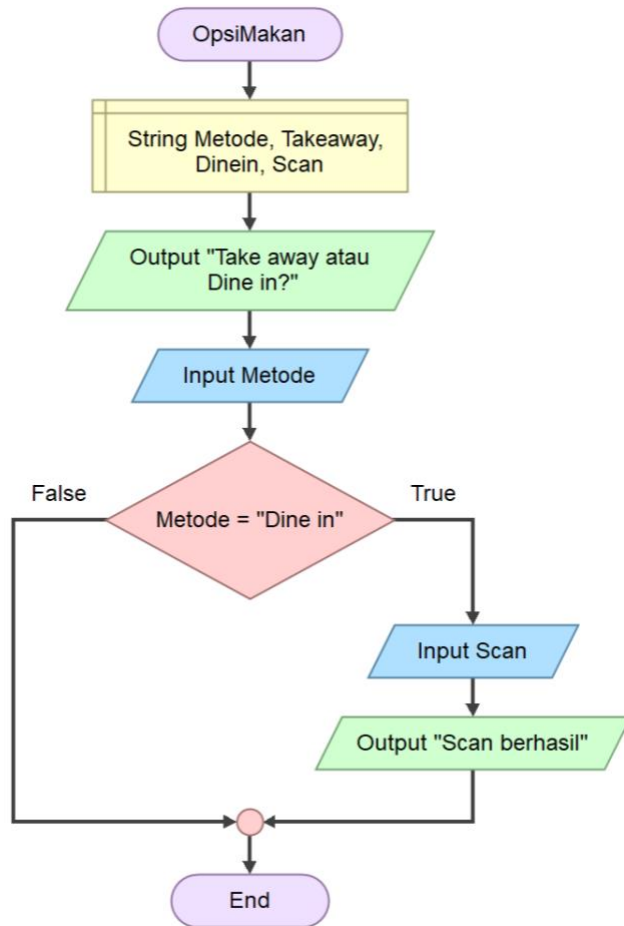 OpsiMakan
String Metode, Takeaway,
Dinein, Scan
Output "Take away atau
Dine in?"
Input Metode
False
True
Metode = "Dine in"
Input Scan
Output "Scan berhasil"
End